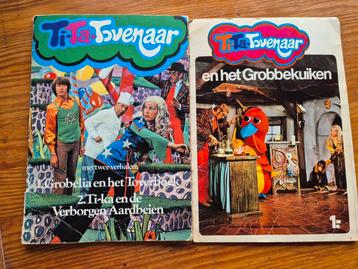 Ti-Ta-Tovenaar
met twee verhalen:
1. Grobelia en het Toverboek
2. Ti-ka en de
Verborgen Aardbeien
Ti-Ta-Tovenaar
en het Grobbekuiken
1.-